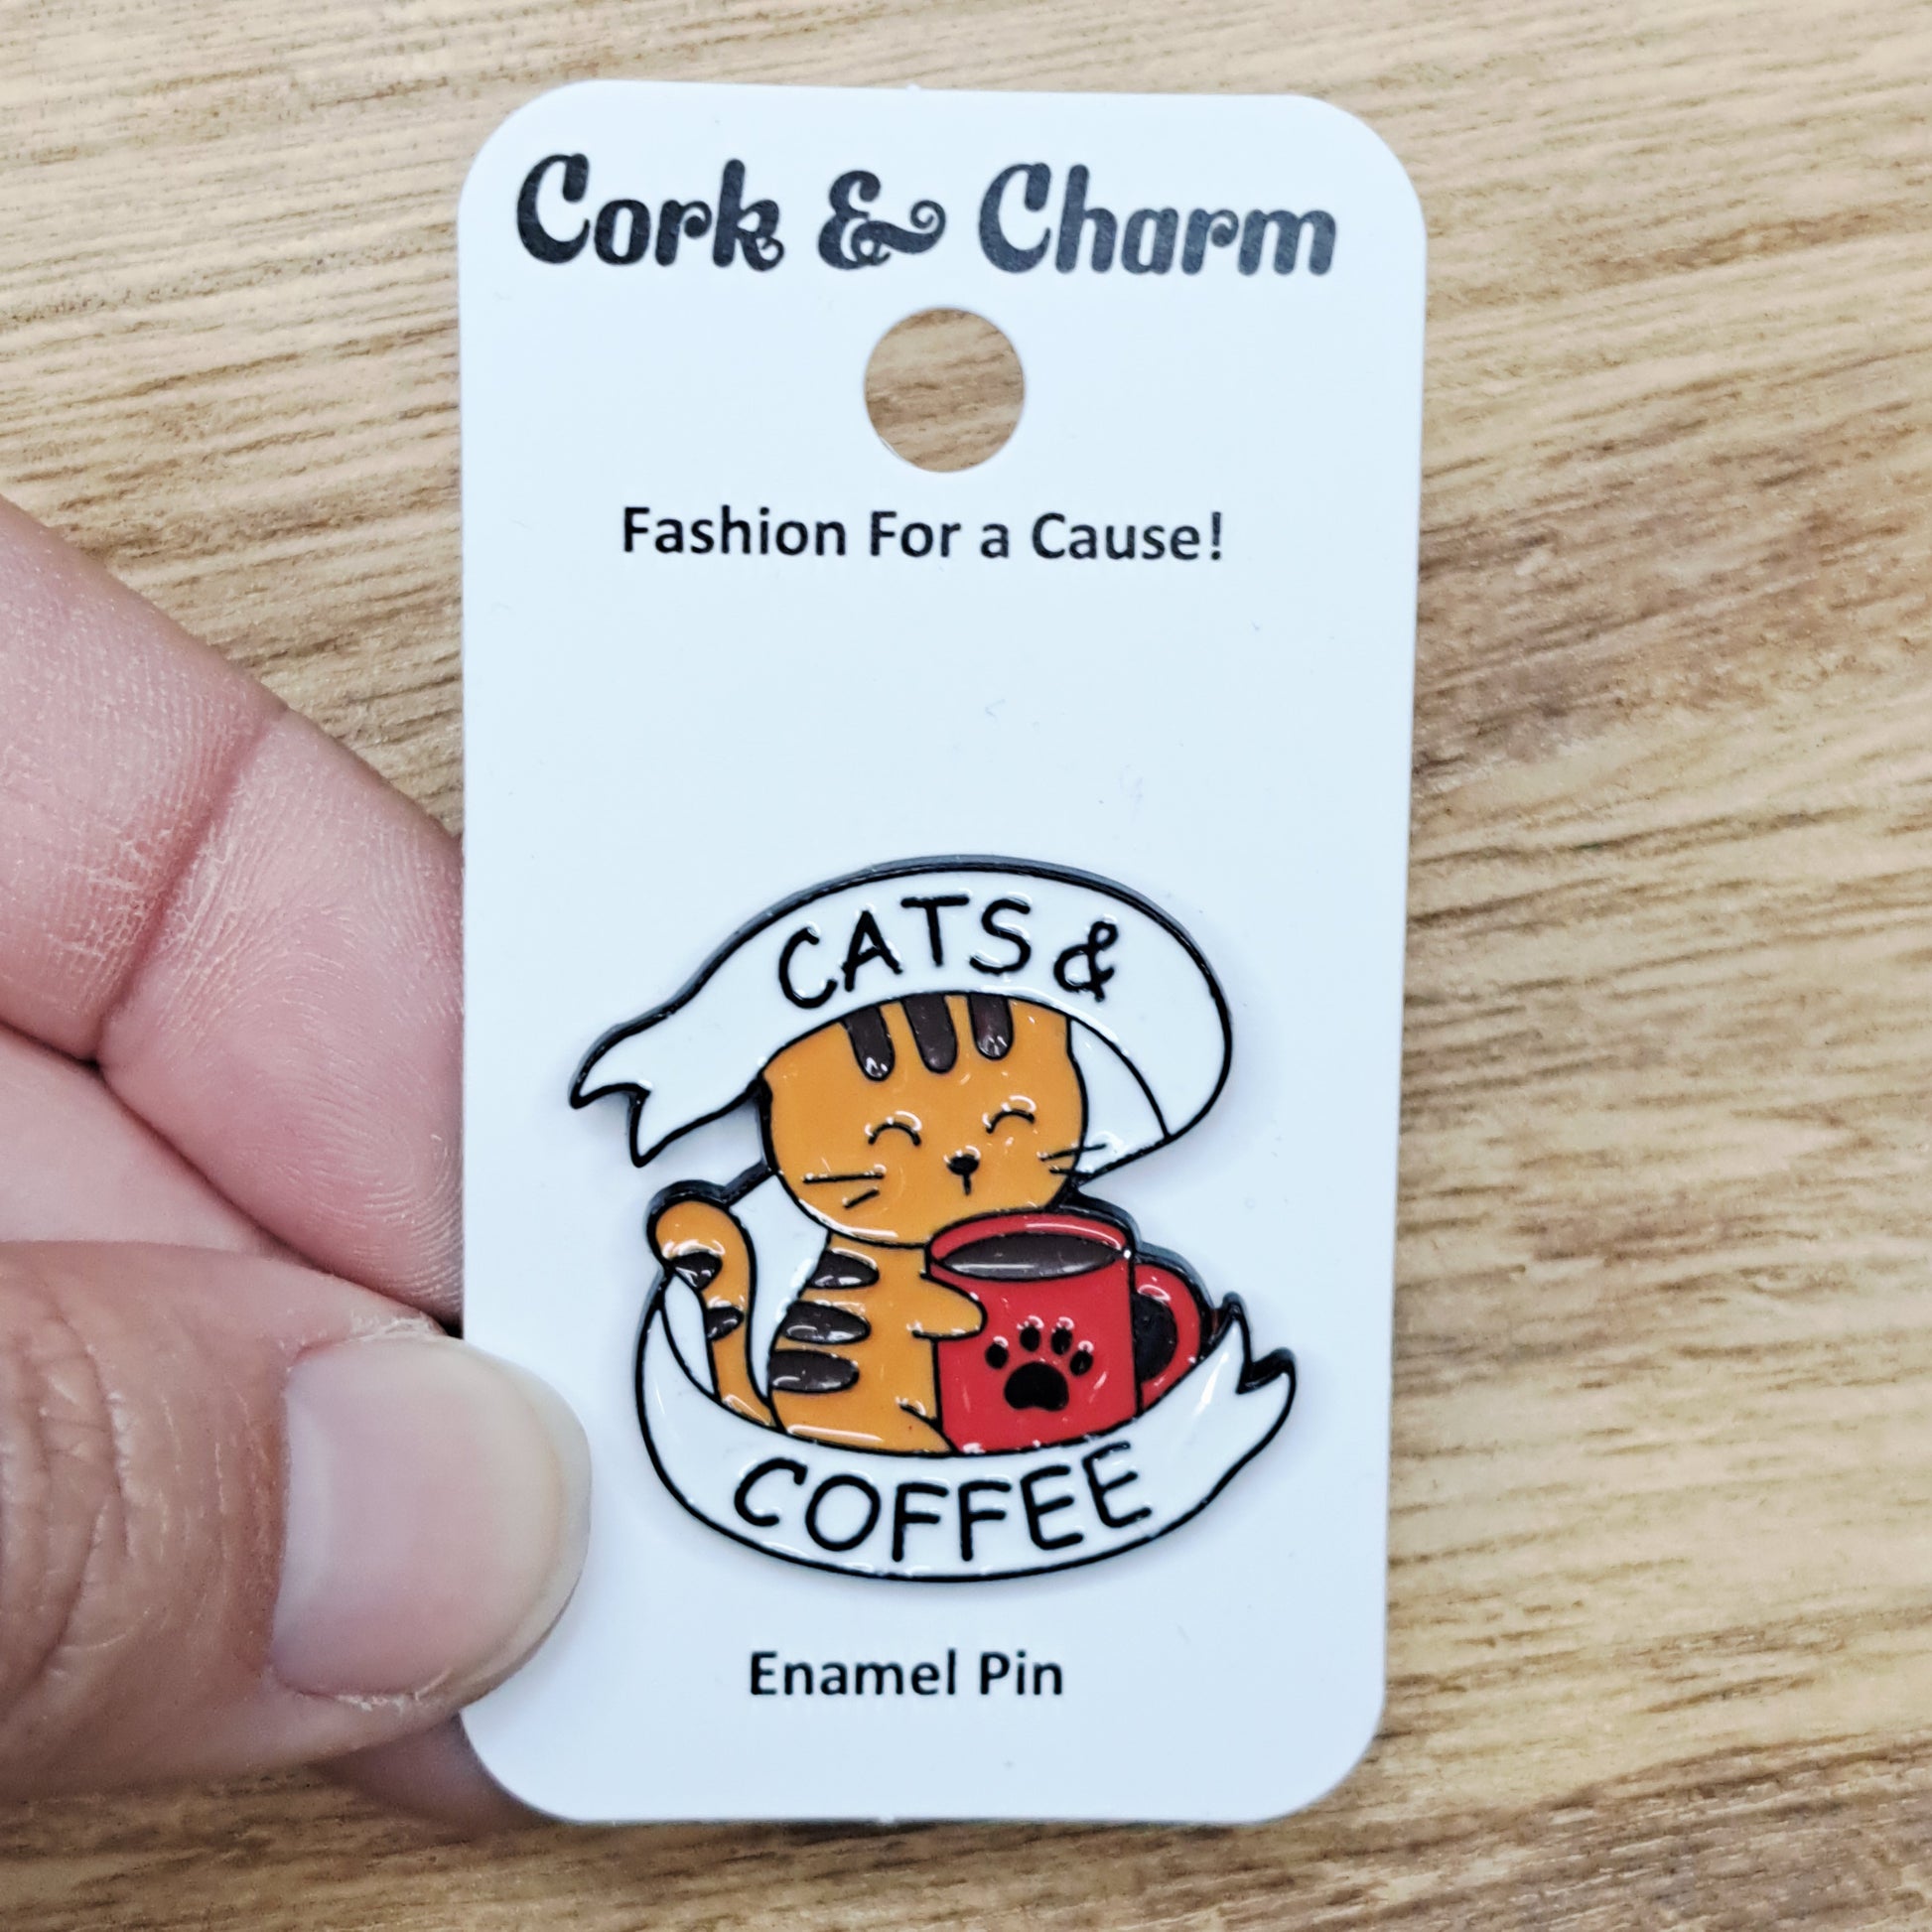 Cork & Charm
Fashion For a Cause!
CATS &
COFFEE
Enamel Pin